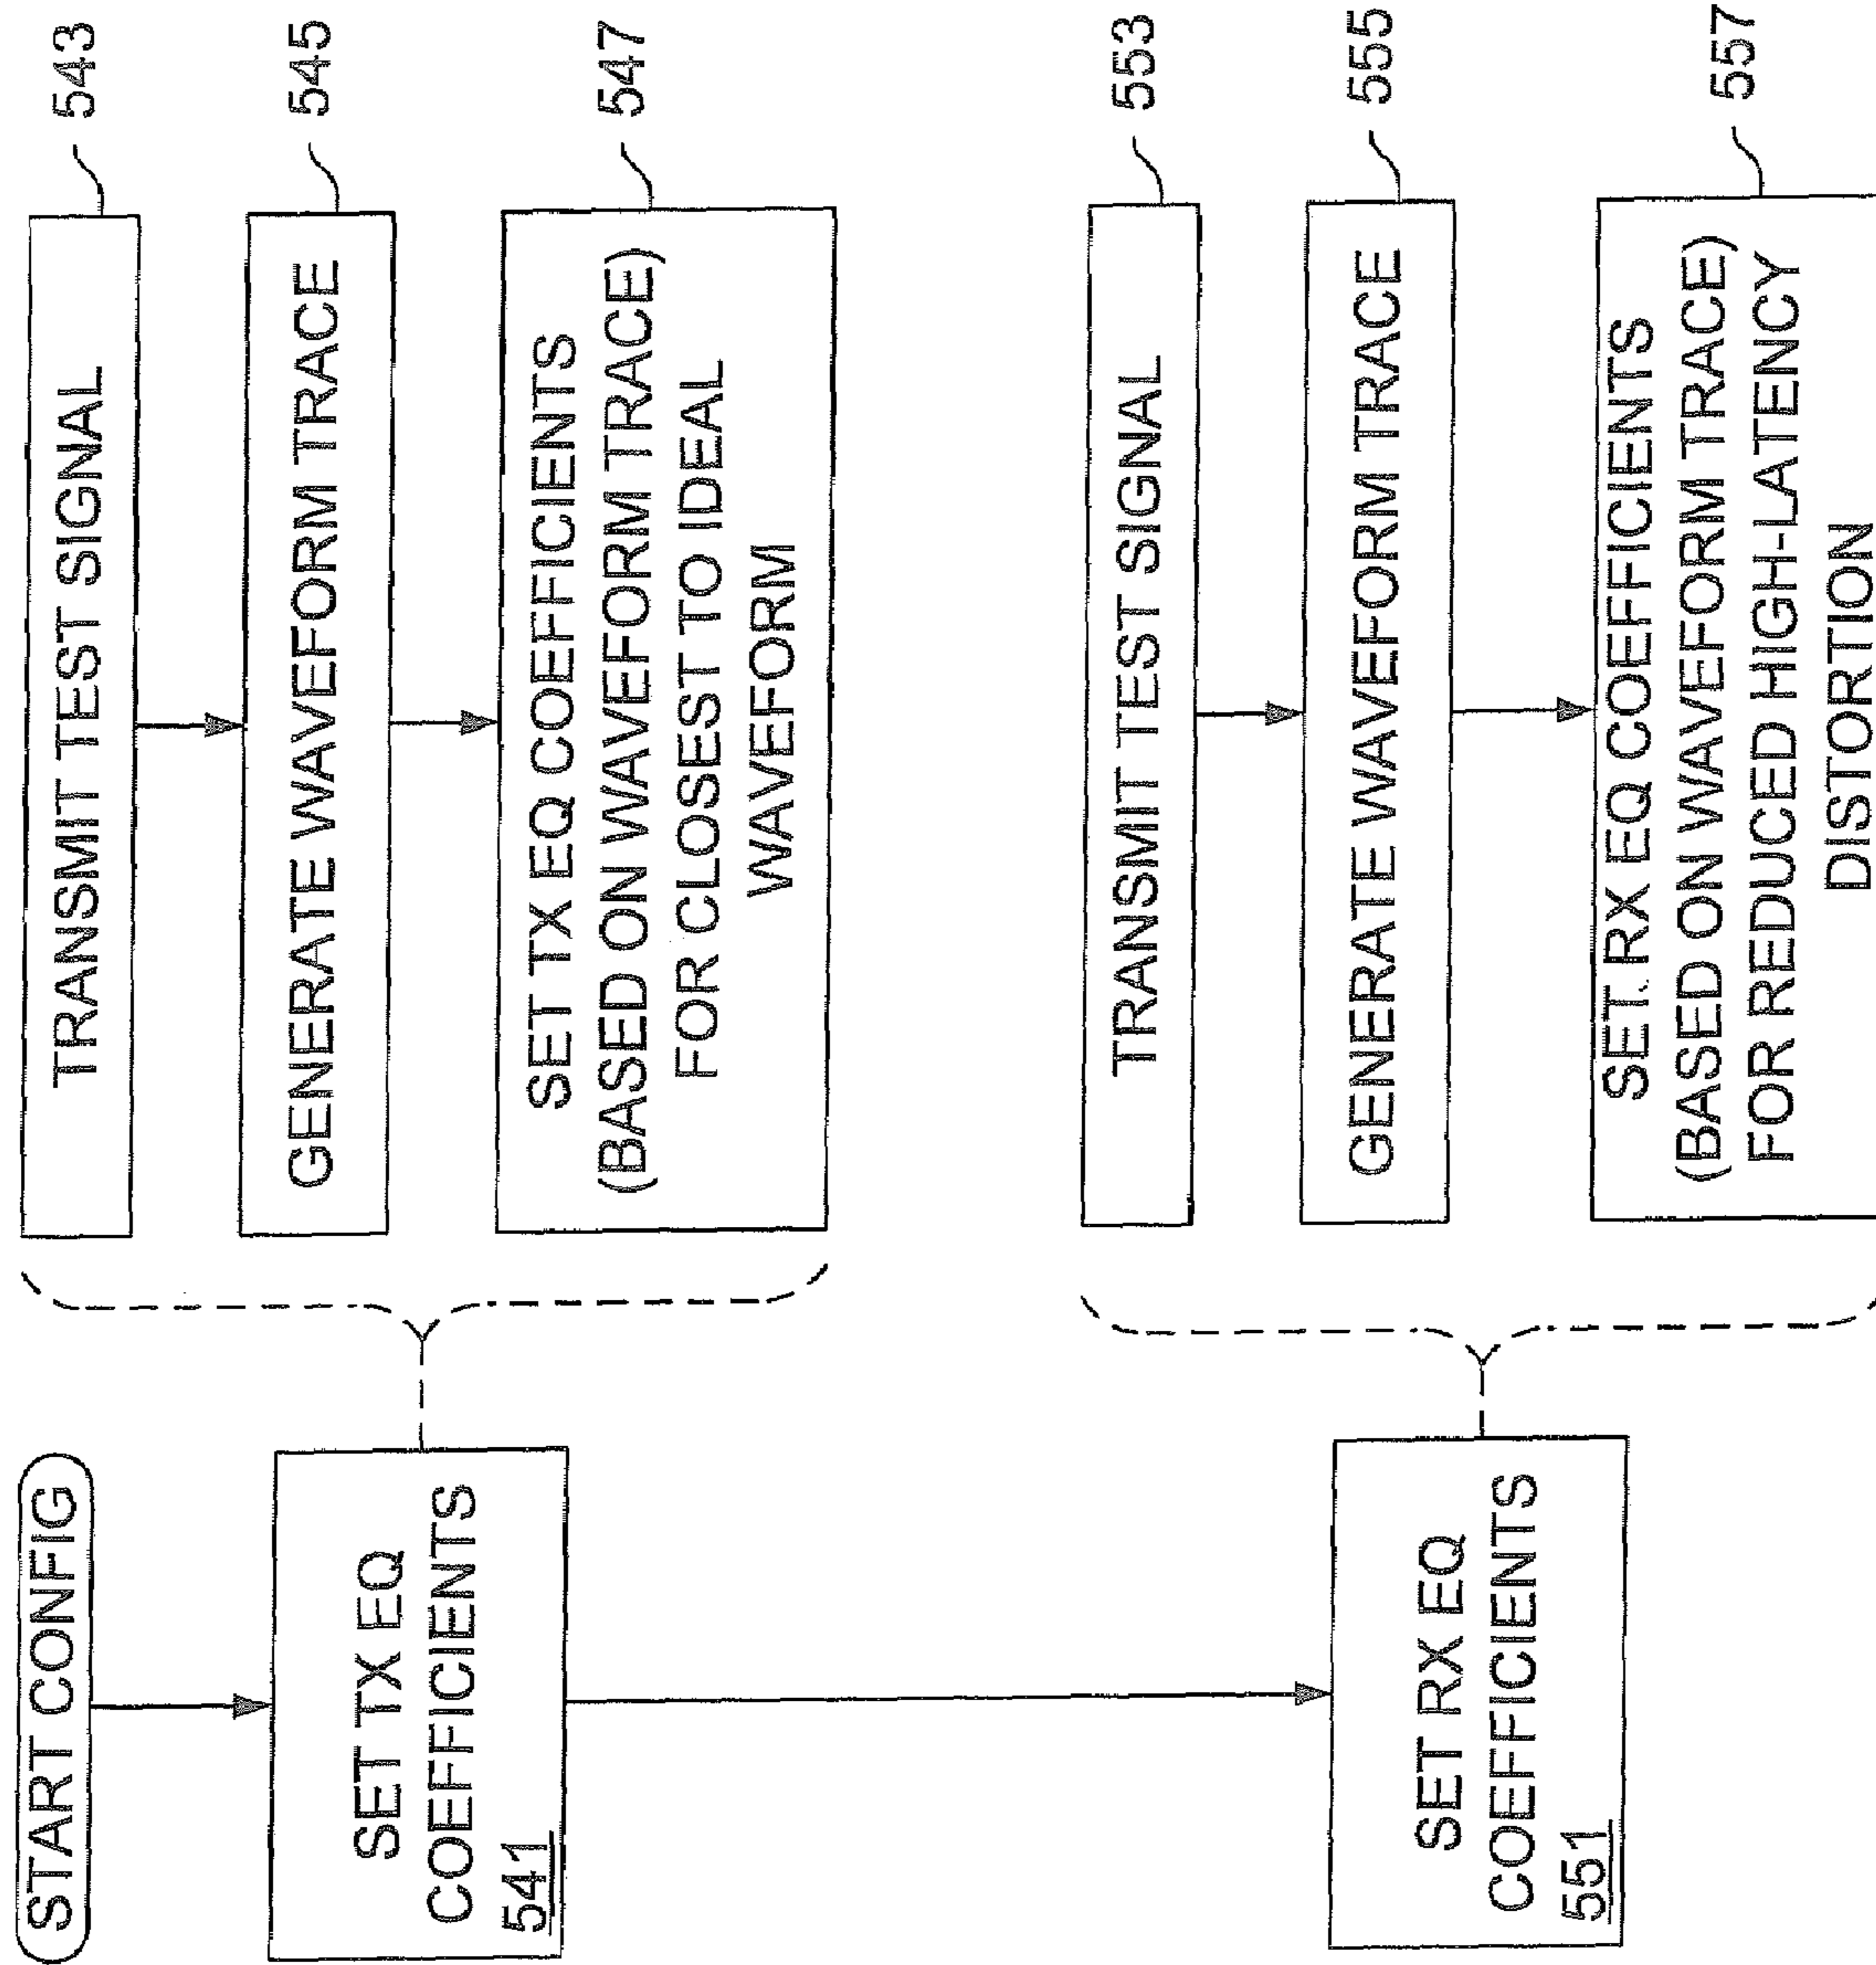 START CONFIG
SET TX EQ
COEFFICIENTS
541
TRANSMIT TEST SIGNAL
543
GENERATE WAVEFORM TRACE
545
SET TX EQ COEFFICIENTS
(BASED ON WAVEFORM TRACE)
FOR CLOSEST TO IDEAL
WAVEFORM
547
SET RX EQ
COEFFICIENTS
551
TRANSMIT TEST SIGNAL
553
GENERATE WAVEFORM TRACE
555
SET RX EQ COEFFICIENTS
(BASED ON WAVEFORM TRACE)
FOR REDUCED HIGH-LATENCY
DISTORTION
557